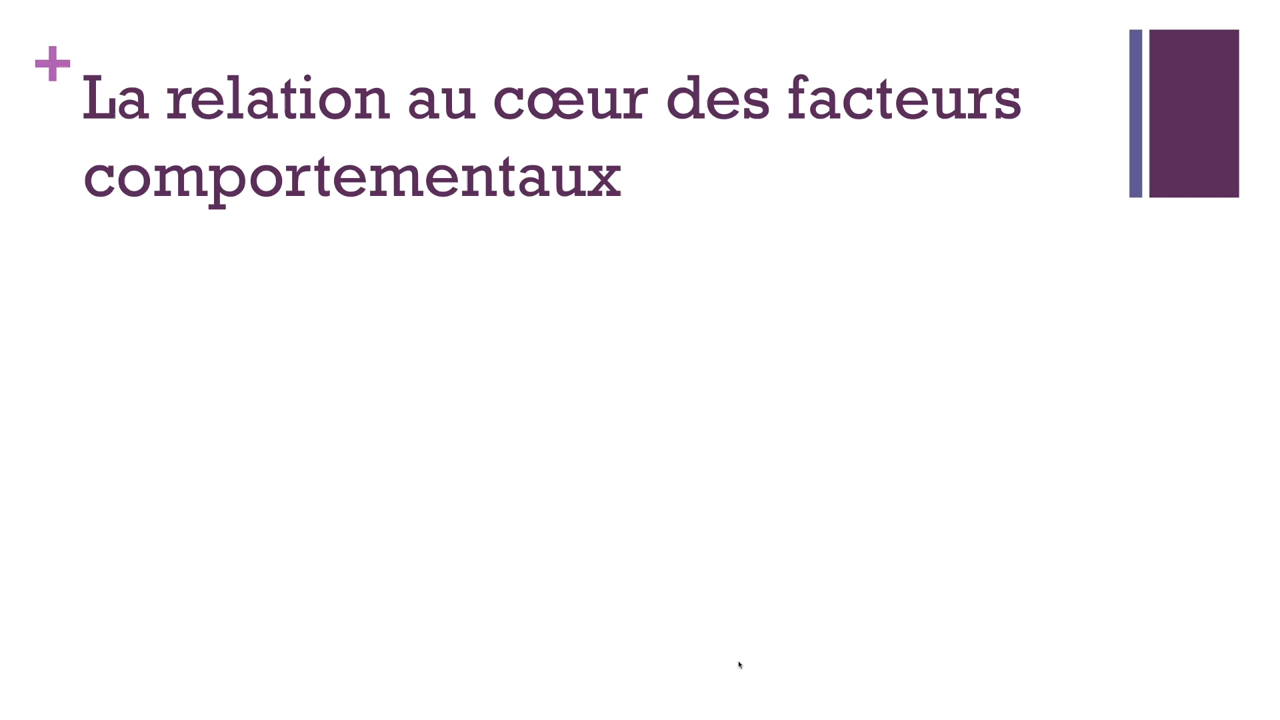 +
La relation au cœur des facteurs
comportementaux